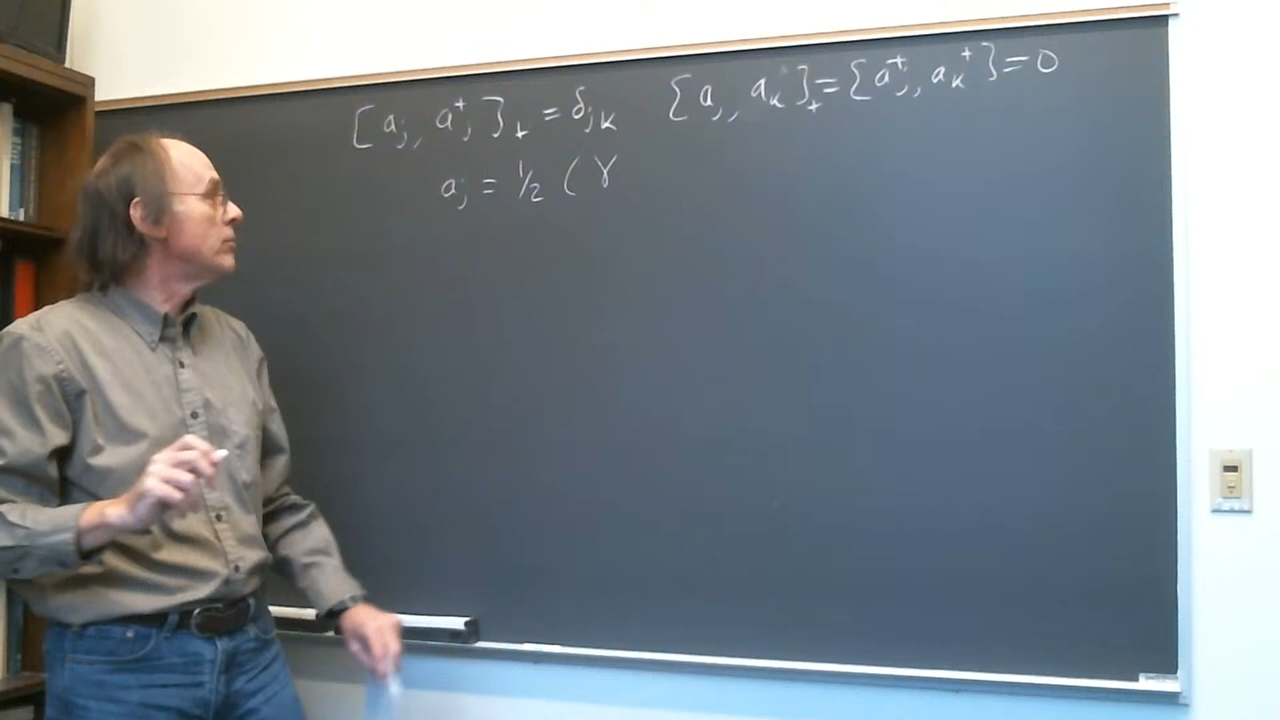 [a_j, a_j^+}_+ = δ_jk {a_j, a_k}_+ = {a_j^+, a_k^+} = 0
a_j = 1/2 ( γ